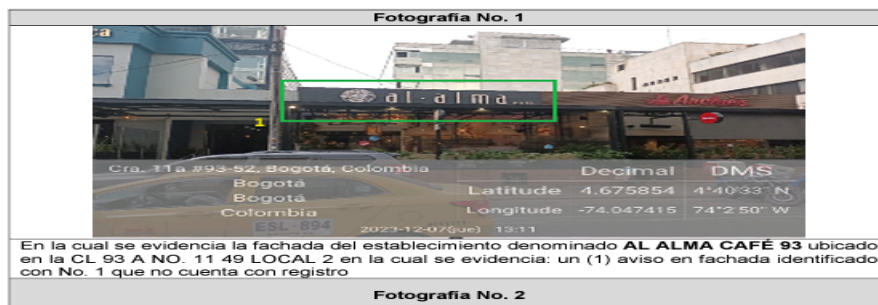 Fotografía No. 1
al-alma
1
Cra. 11a #93-52, Bogotá, Colombia
Bogotá
Bogotá
Colombia
Decimal DMS
Latitude 4.675854 4°40'33" N
Longitude -74.047415 74°2'50" W
ESL-894
2023-12-07(jue) 13:11
En la cual se evidencia la fachada del establecimiento denominado AL ALMA CAFÉ 93 ubicado
en la CL 93 A NO. 11 49 LOCAL 2 en la cual se evidencia: un (1) aviso en fachada identificado
con No. 1 que no cuenta con registro
Fotografía No. 2